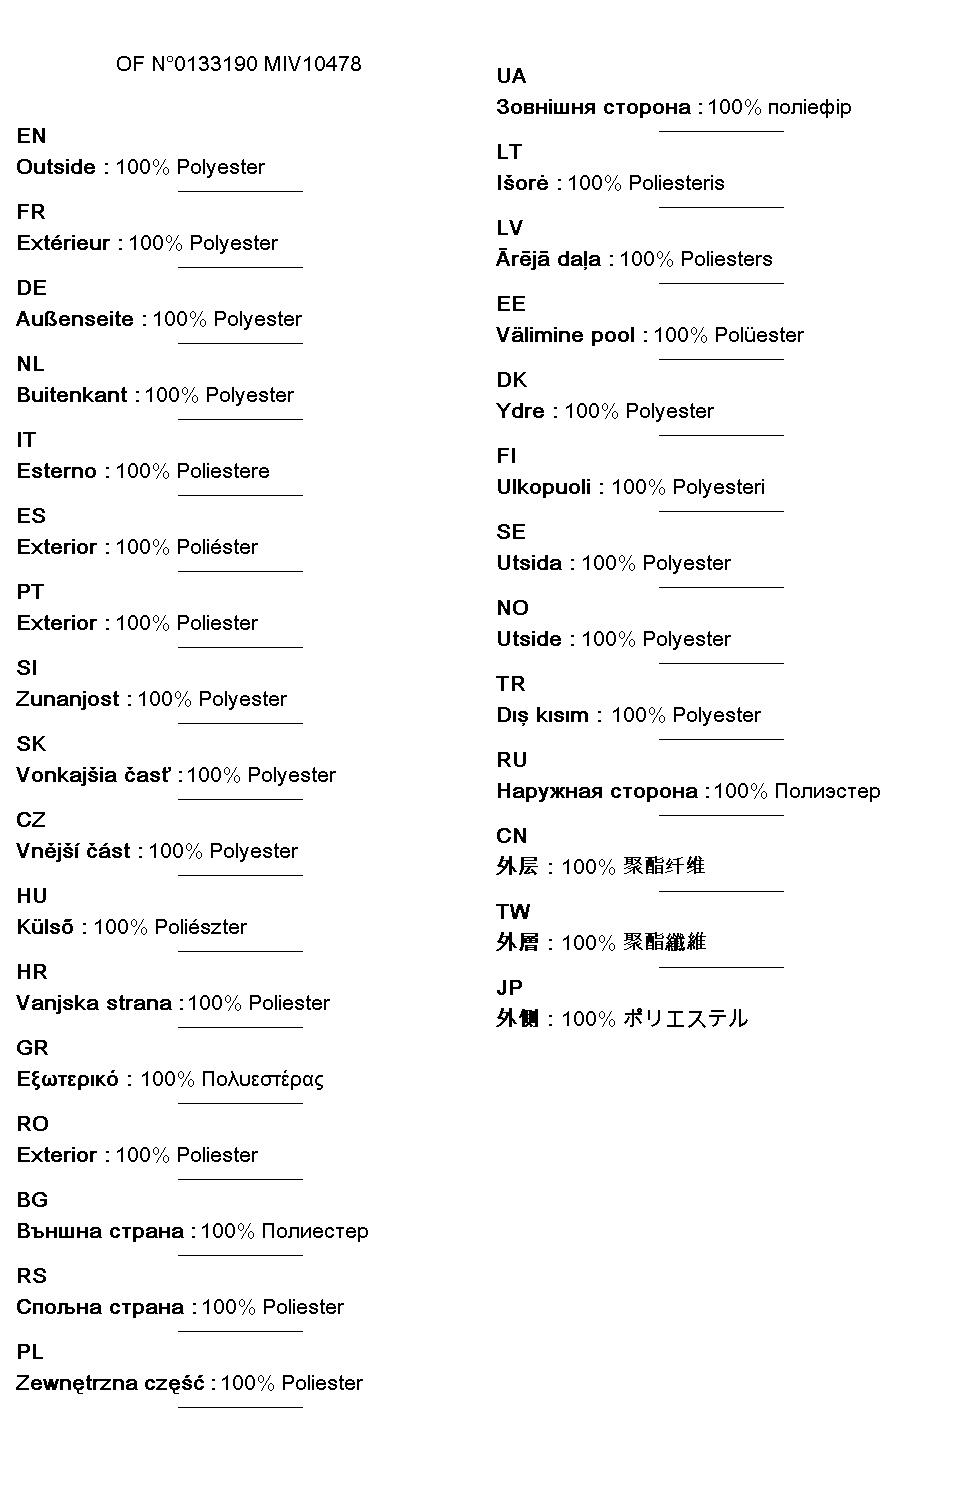 OF N°0133190 MIV10478
EN
Outside : 100% Polyester
FR
Extérieur : 100% Polyester
DE
Außenseite : 100% Polyester
NL
Buitenkant : 100% Polyester
IT
Esterno : 100% Poliestere
ES
Exterior : 100% Poliéster
PT
Exterior : 100% Poliester
SI
Zunanjost : 100% Polyester
SK
Vonkajšia časť : 100% Polyester
CZ
Vnější část : 100% Polyester
HU
Külső : 100% Poliészter
HR
Vanjska strana : 100% Poliester
GR
Εξωτερικό : 100% Πολυεστέρας
RO
Exterior : 100% Poliester
BG
Външна страна : 100% Полиестер
RS
Спољна страна : 100% Poliester
PL
Zewnętrzna część : 100% Poliester
UA
Зовнішня сторона : 100% поліефір
LT
Išorė : 100% Poliesteris
LV
Ārējā daļa : 100% Poliesters
EE
Välimine pool : 100% Polüester
DK
Ydre : 100% Polyester
FI
Ulkopuoli : 100% Polyesteri
SE
Utsida : 100% Polyester
NO
Utside : 100% Polyester
TR
Dış kısım : 100% Polyester
RU
Наружная сторона : 100% Полиэстер
CN
外层 : 100% 聚酯纤维
TW
外層 : 100% 聚酯纖維
JP
外側 : 100% ポリエステル